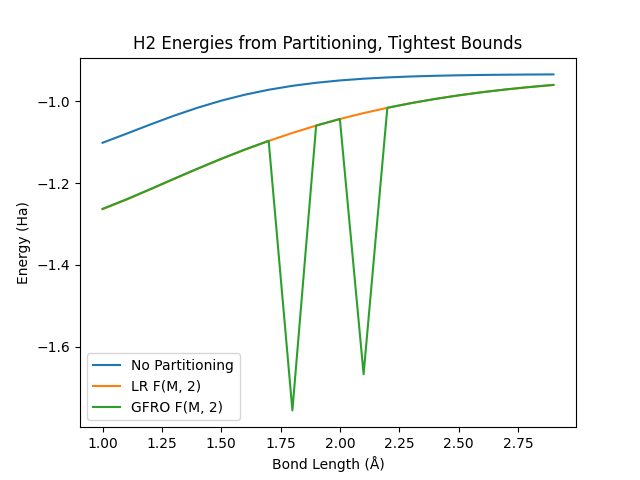 H2 Energies from Partitioning, Tightest Bounds
Energy (Ha)
−1.0
−1.2
−1.4
−1.6
No Partitioning
LR F(M, 2)
GFRO F(M, 2)
1.00 1.25 1.50 1.75 2.00 2.25 2.50 2.75
Bond Length (Å)